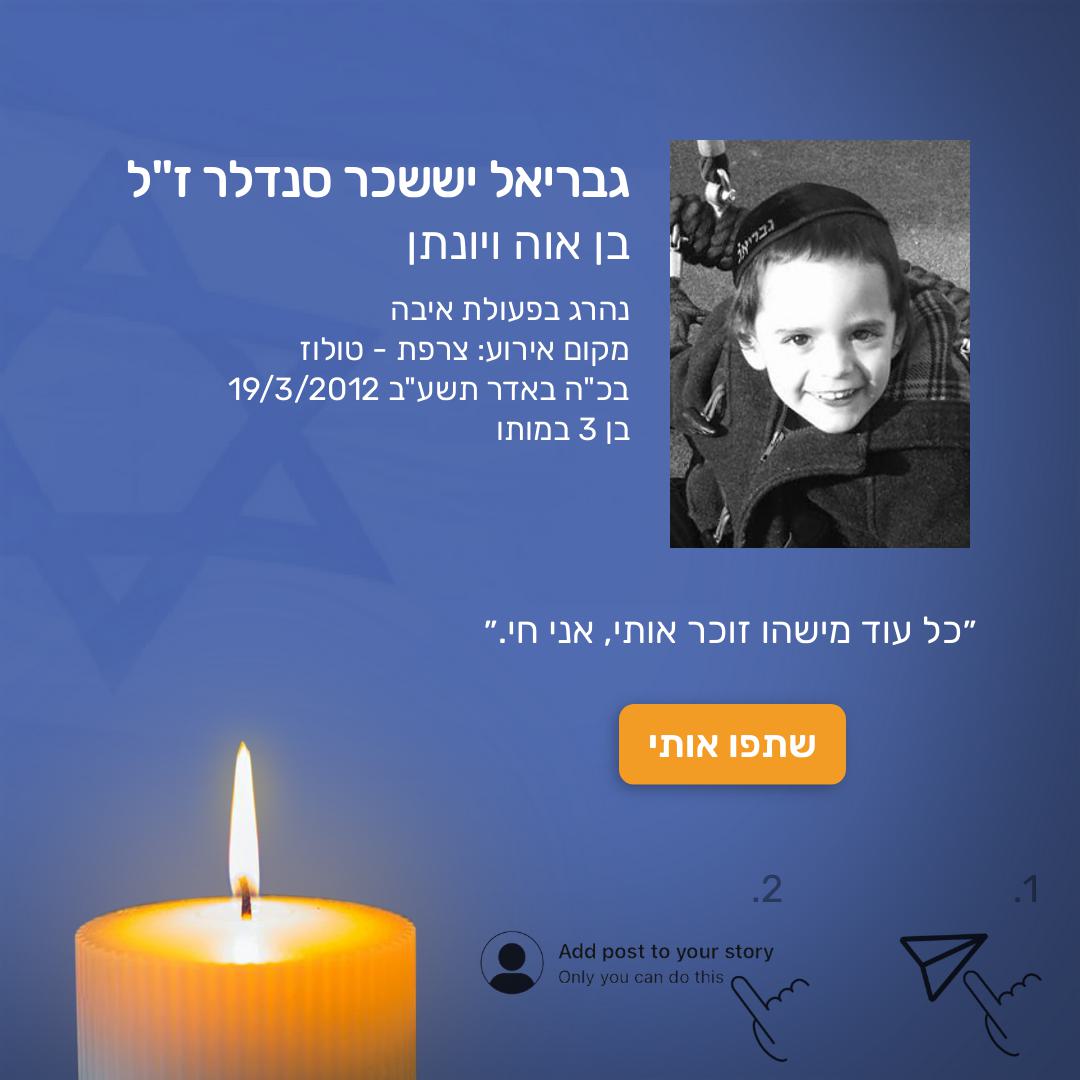 גבריאל יששכר סנדלר ז"ל
בן אוה ויונתן
נהרג בפעולת איבה
מקום אירוע: צרפת - טולוז
בכ"ה באדר תשע"ב 19/3/2012
בן 3 במותו
גבריאל
״כל עוד מישהו זוכר אותי, אני חי.״
שתפו אותי
1.
2.
Add post to your story
Only you can do this